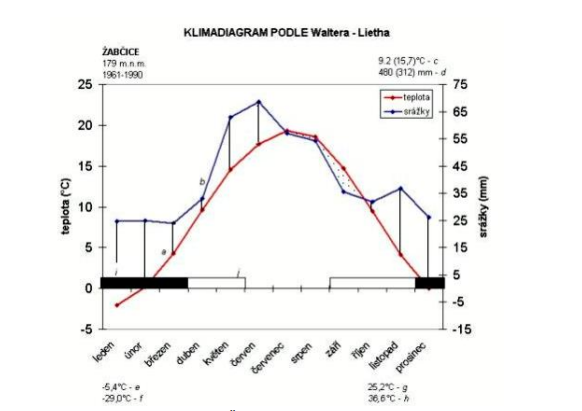 KLIMADIAGRAM PODLE Waltera - Lietha
ŽABČICE
179 m.n.m.
1961-1990
9.2 (15,7)°C - c
480 (312) mm - d
25
20
15
10
5
0
-5
teplota (°C)
75
65
55
45
35
25
15
5
-5
-15
srážky (mm)
teplota
srážky
b
a
i
j
leden
únor
březen
duben
květen
červen
červenec
srpen
září
říjen
listopad
prosinec
-5,4°C - e
-29,0°C - f
25,2°C - g
36,6°C - h